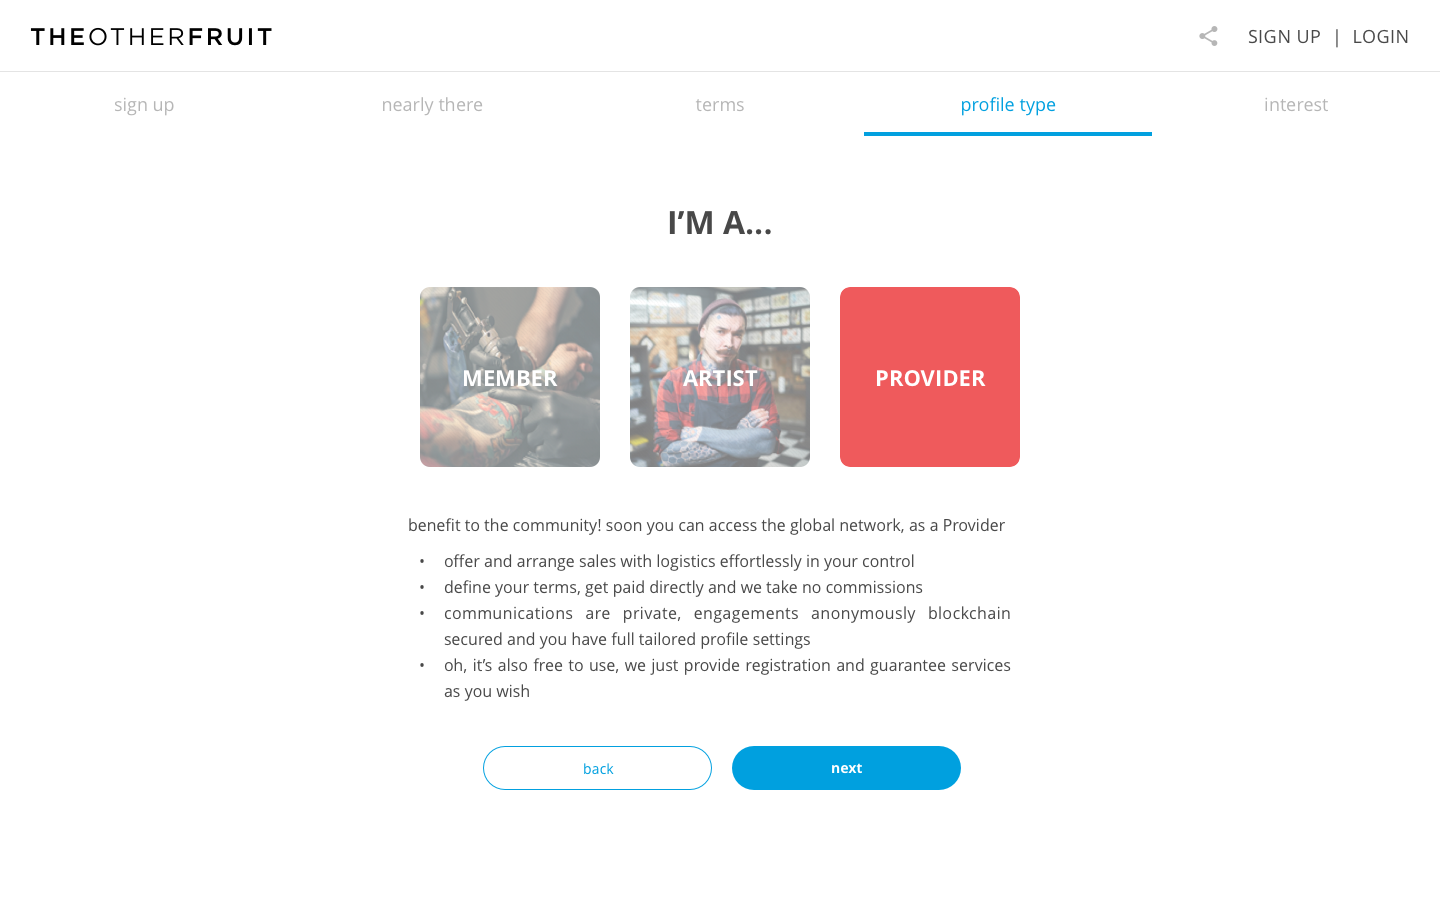 THEOTHERFRUIT
SIGN UP | LOGIN
sign up
nearly there
terms
profile type
interest
I’M A...
MEMBER
ARTIST
PROVIDER
benefit to the community! soon you can access the global network, as a Provider
• offer and arrange sales with logistics effortlessly in your control
• define your terms, get paid directly and we take no commissions
• communications are private, engagements anonymously blockchain
secured and you have full tailored profile settings
• oh, it’s also free to use, we just provide registration and guarantee services
as you wish
back
next